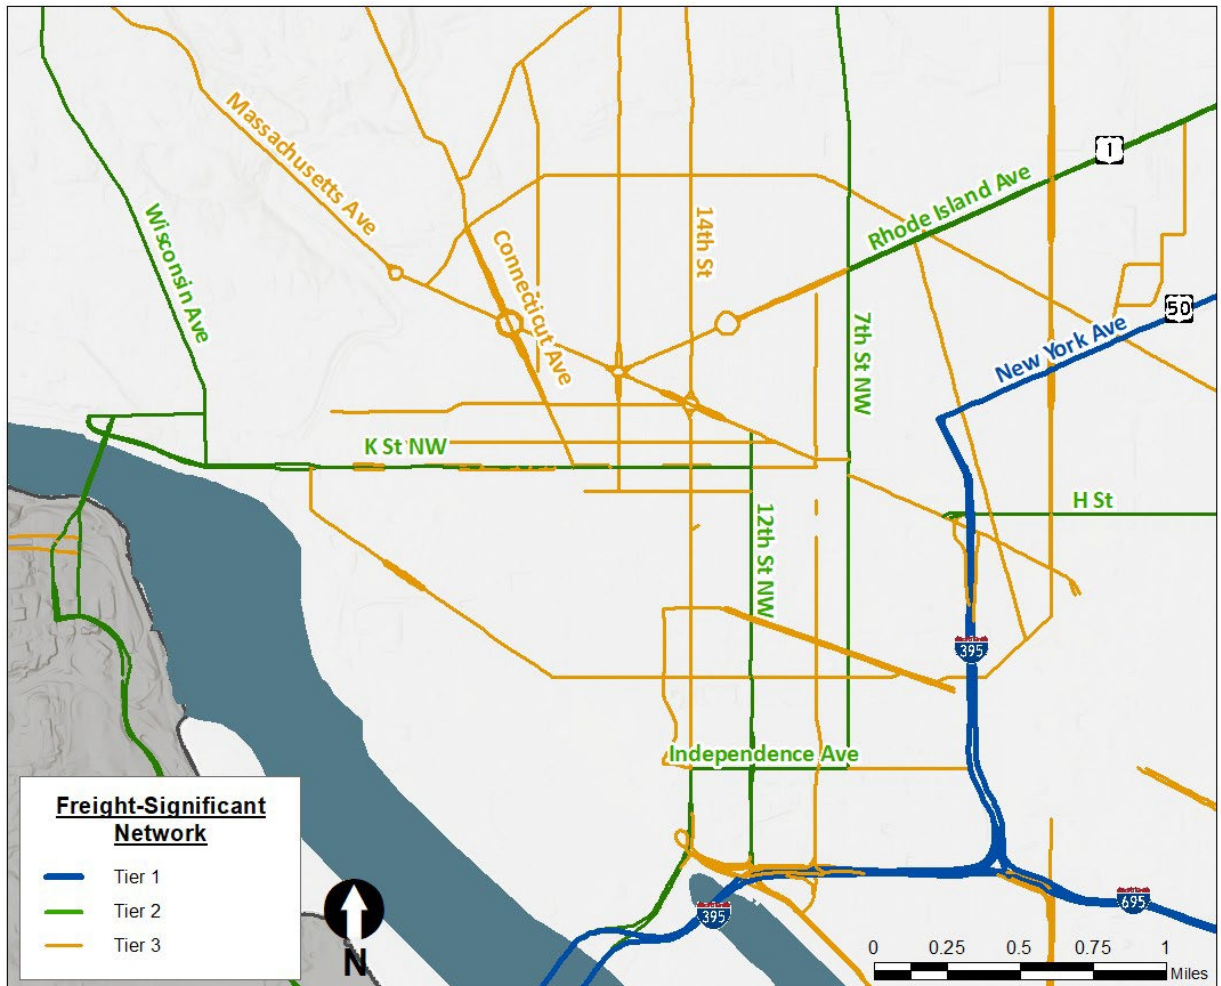 Massachusetts Ave
Wisconsin Ave
Connecticut Ave
14th St
Rhode Island Ave
1
50
New York Ave
7th St NW
K St NW
H St
12th St NW
395
Independence Ave
395
695
Freight-Significant
Network
Tier 1
Tier 2
Tier 3
N
0 0.25 0.5 0.75 1
Miles